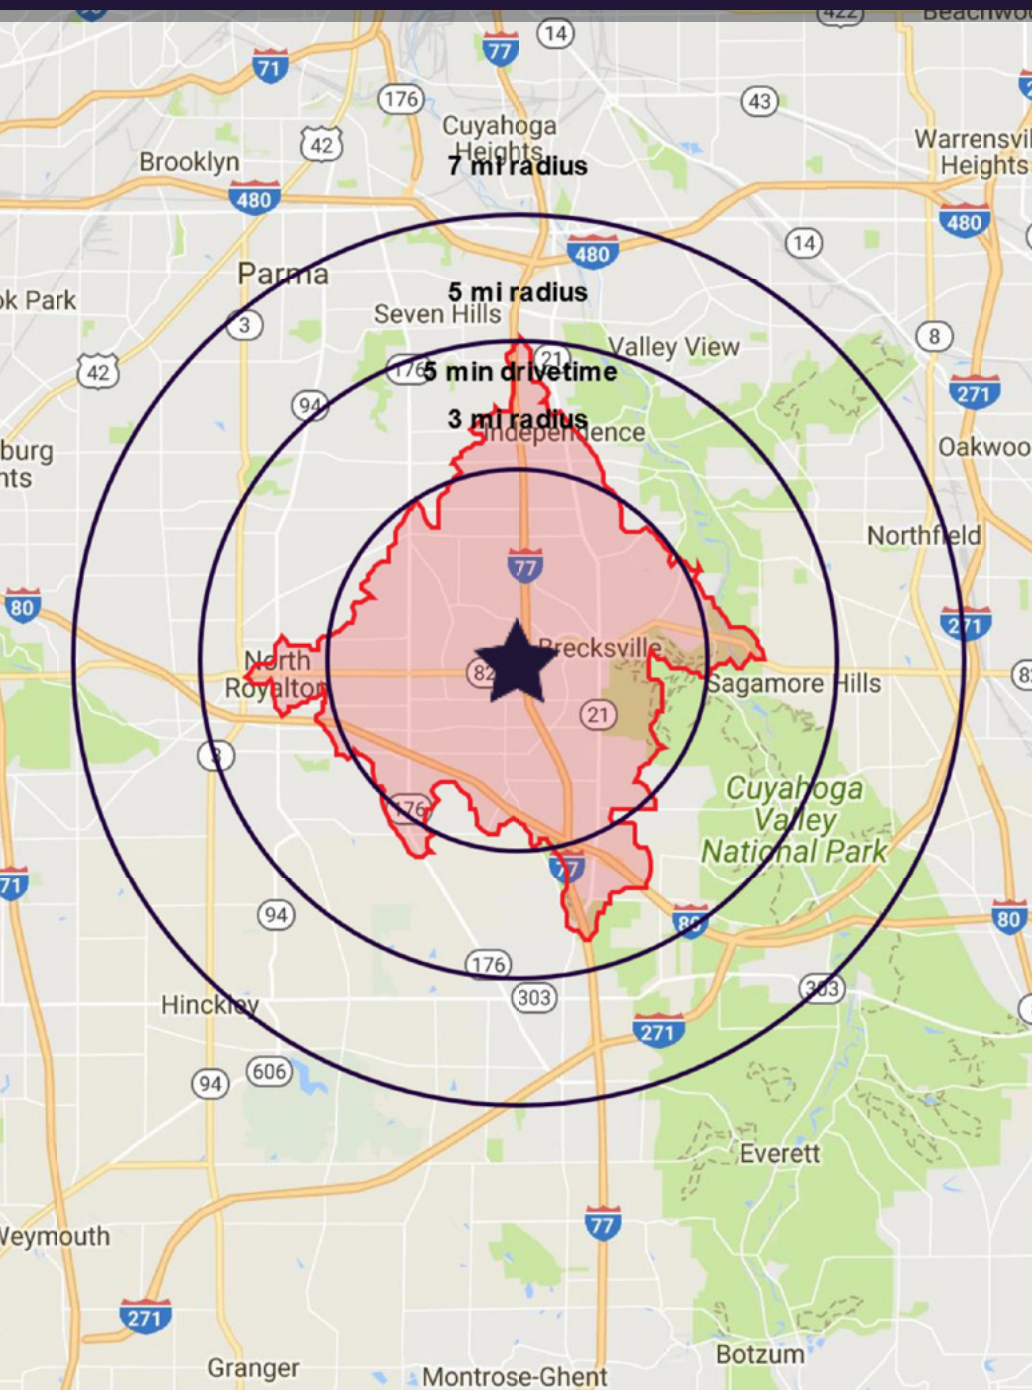 422
Beachwo
14
77
71
176
43
Cuyahoga
Heights
42
Warrensvi
Heights
Brooklyn
7 mi radius
480
480
14
480
Parma
5 mi radius
ok Park
Seven Hills
3
8
Valley View
21
176
5 min drivetime
42
271
94
3 mi radius
Independence
burg
nts
Oakwoo
Northfield
77
80
271
Brecksville
North
Royalton
82
82
Sagamore Hills
21
3
Cuyahoga
Valley
National Park
176
77
71
94
80
80
176
303
303
Hinckley
271
606
94
Everett
77
Weymouth
271
Botzum
Granger
Montrose-Ghent